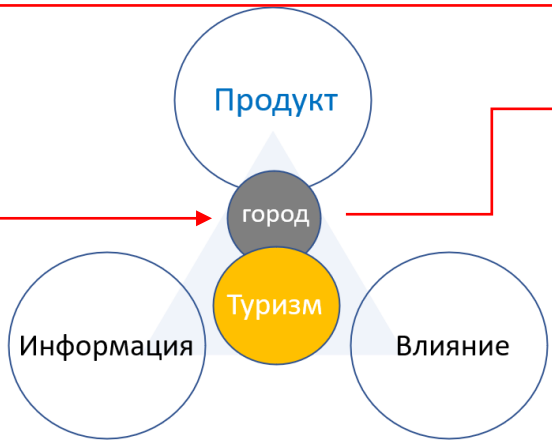 Продукт
город
Туризм
Информация
Влияние